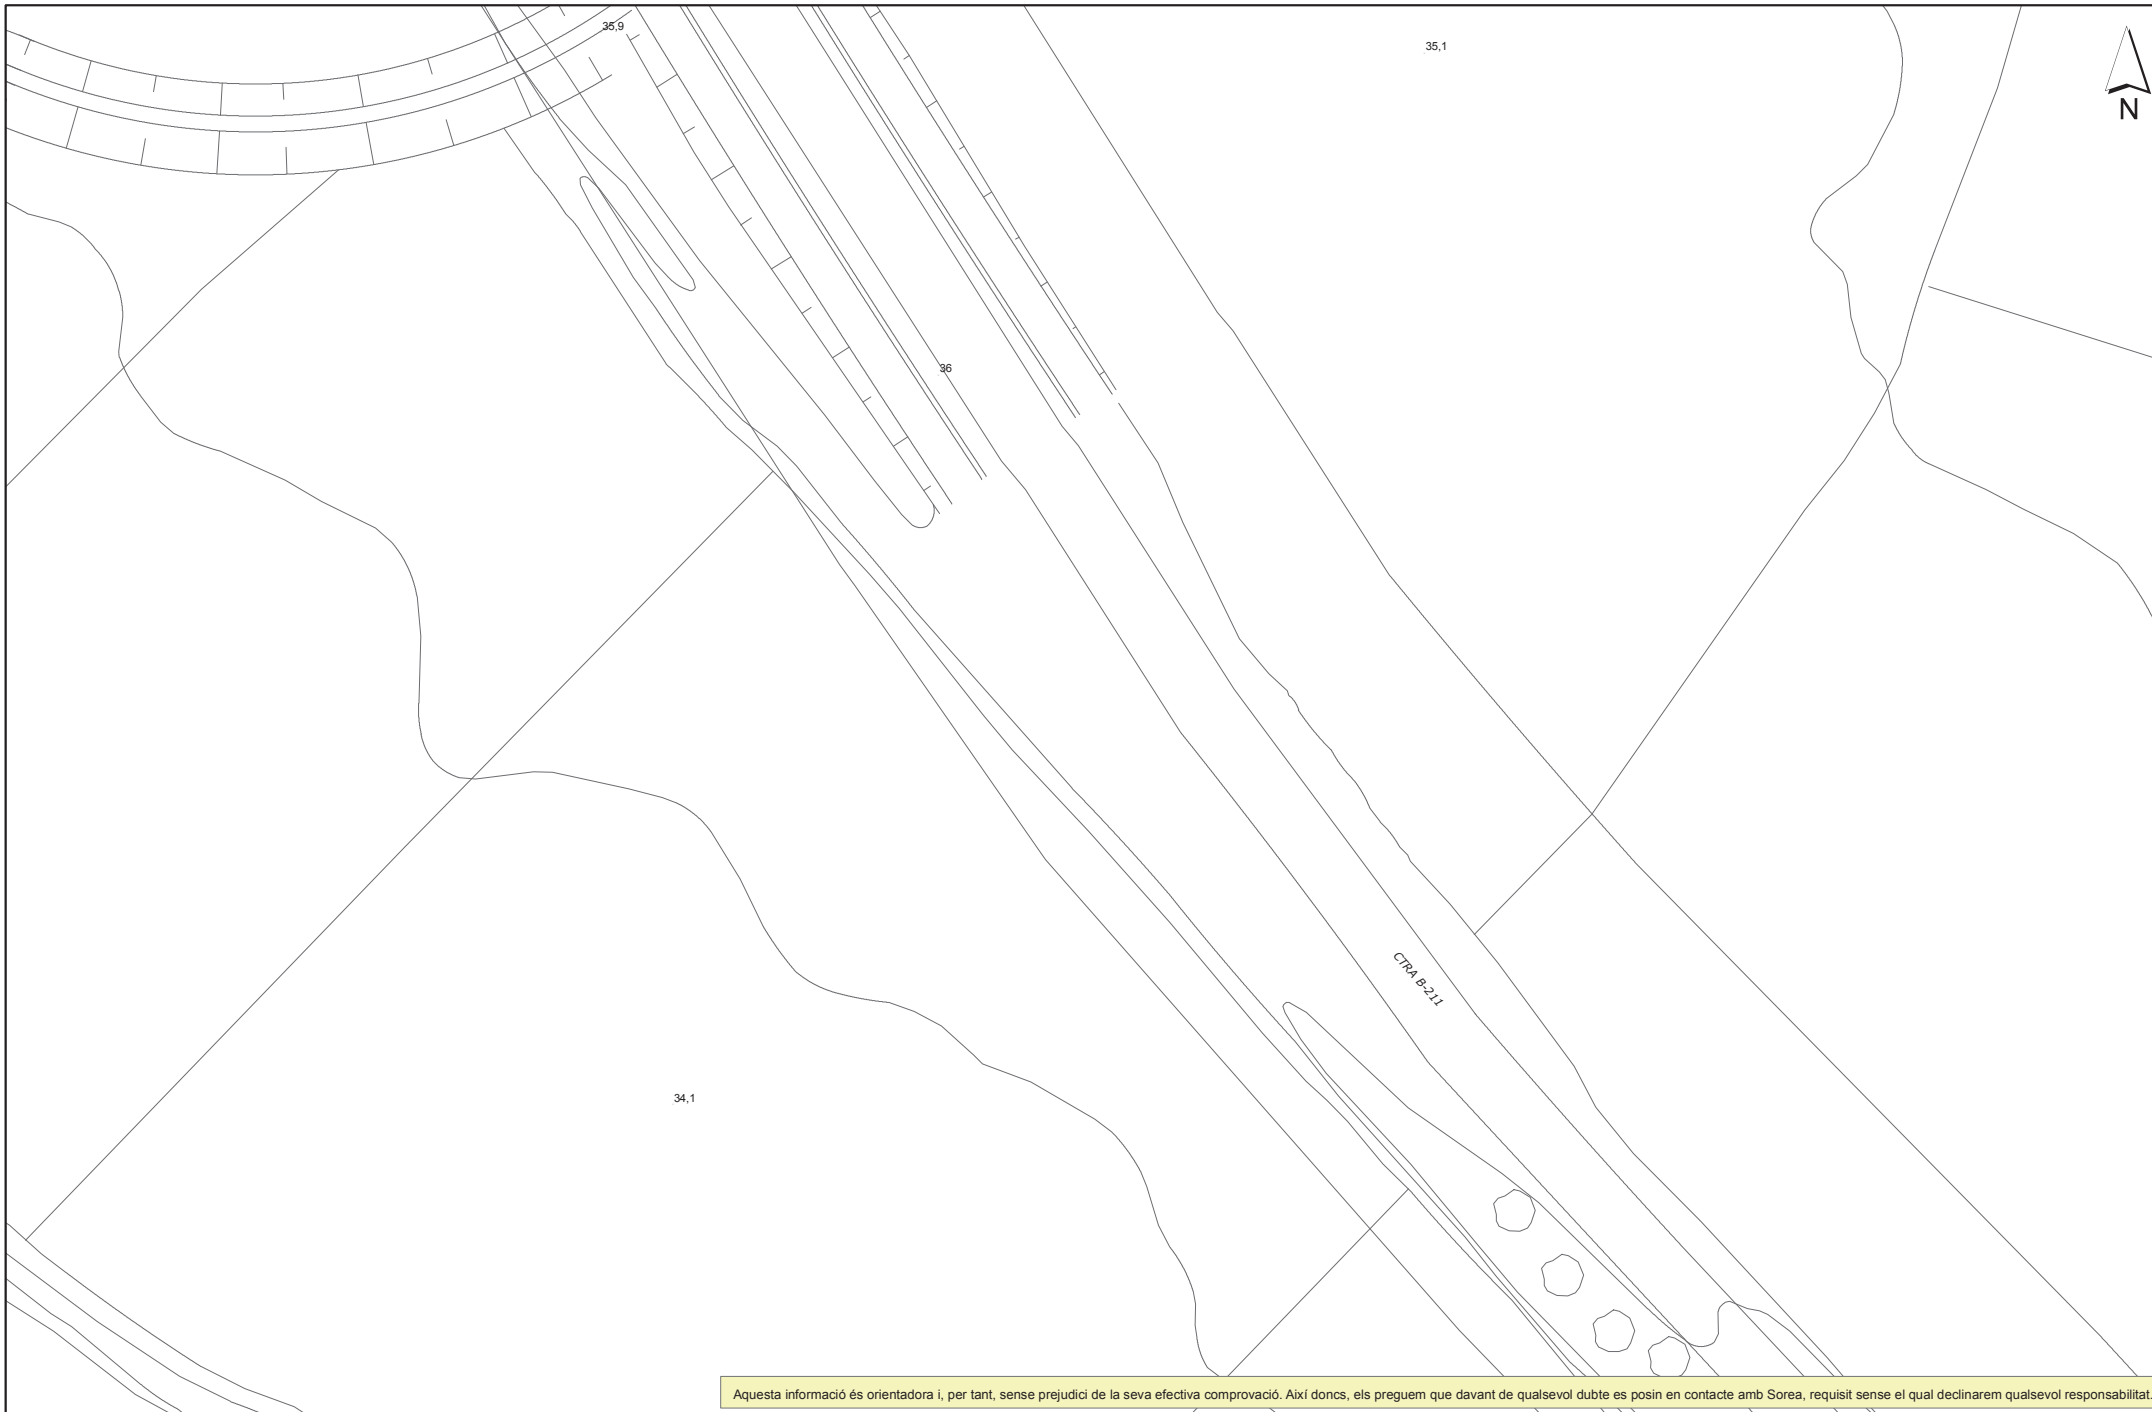 35,9
35,1
N
36
CTRA B-211
34,1
Aquesta informació és orientadora i, per tant, sense prejudici de la seva efectiva comprovació. Així doncs, els preguem que davant de qualsevol dubte es posin en contacte amb Sorea, requisit sense el qual declinarem qualsevol responsabilitat.